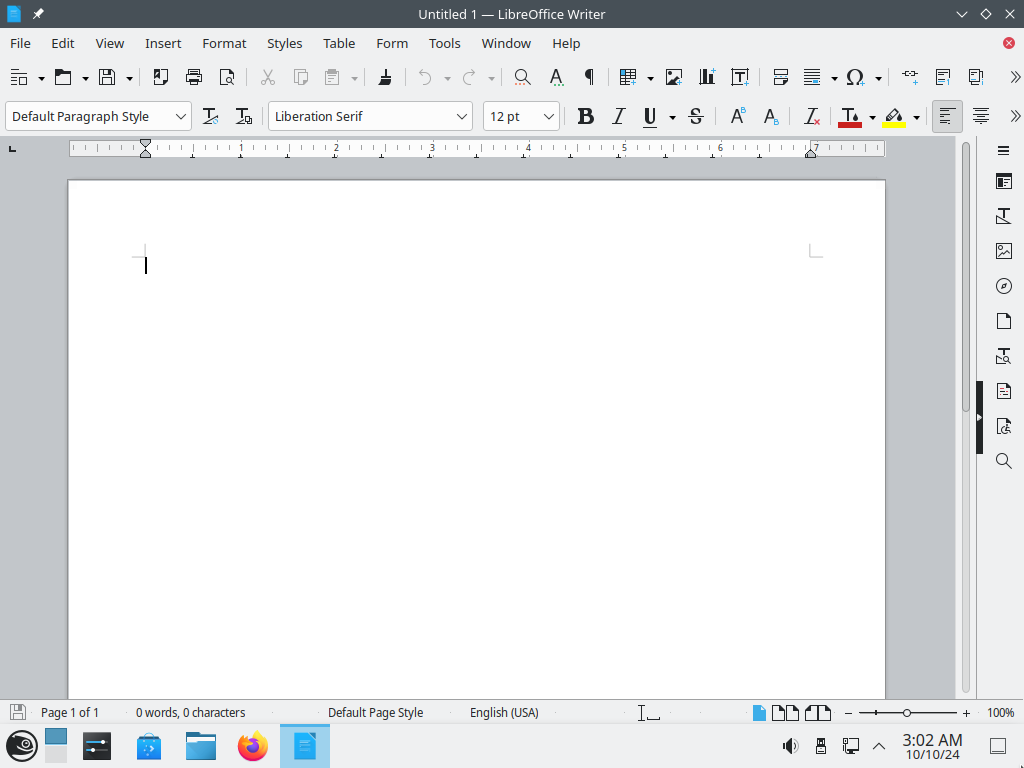 Untitled 1 — LibreOffice Writer
File Edit View Insert Format Styles Table Form Tools Window Help
Default Paragraph Style Liberation Serif 12 pt
1 2 3 4 5 6 7
Page 1 of 1 0 words, 0 characters Default Page Style English (USA) 100%
3:02 AM
10/10/24